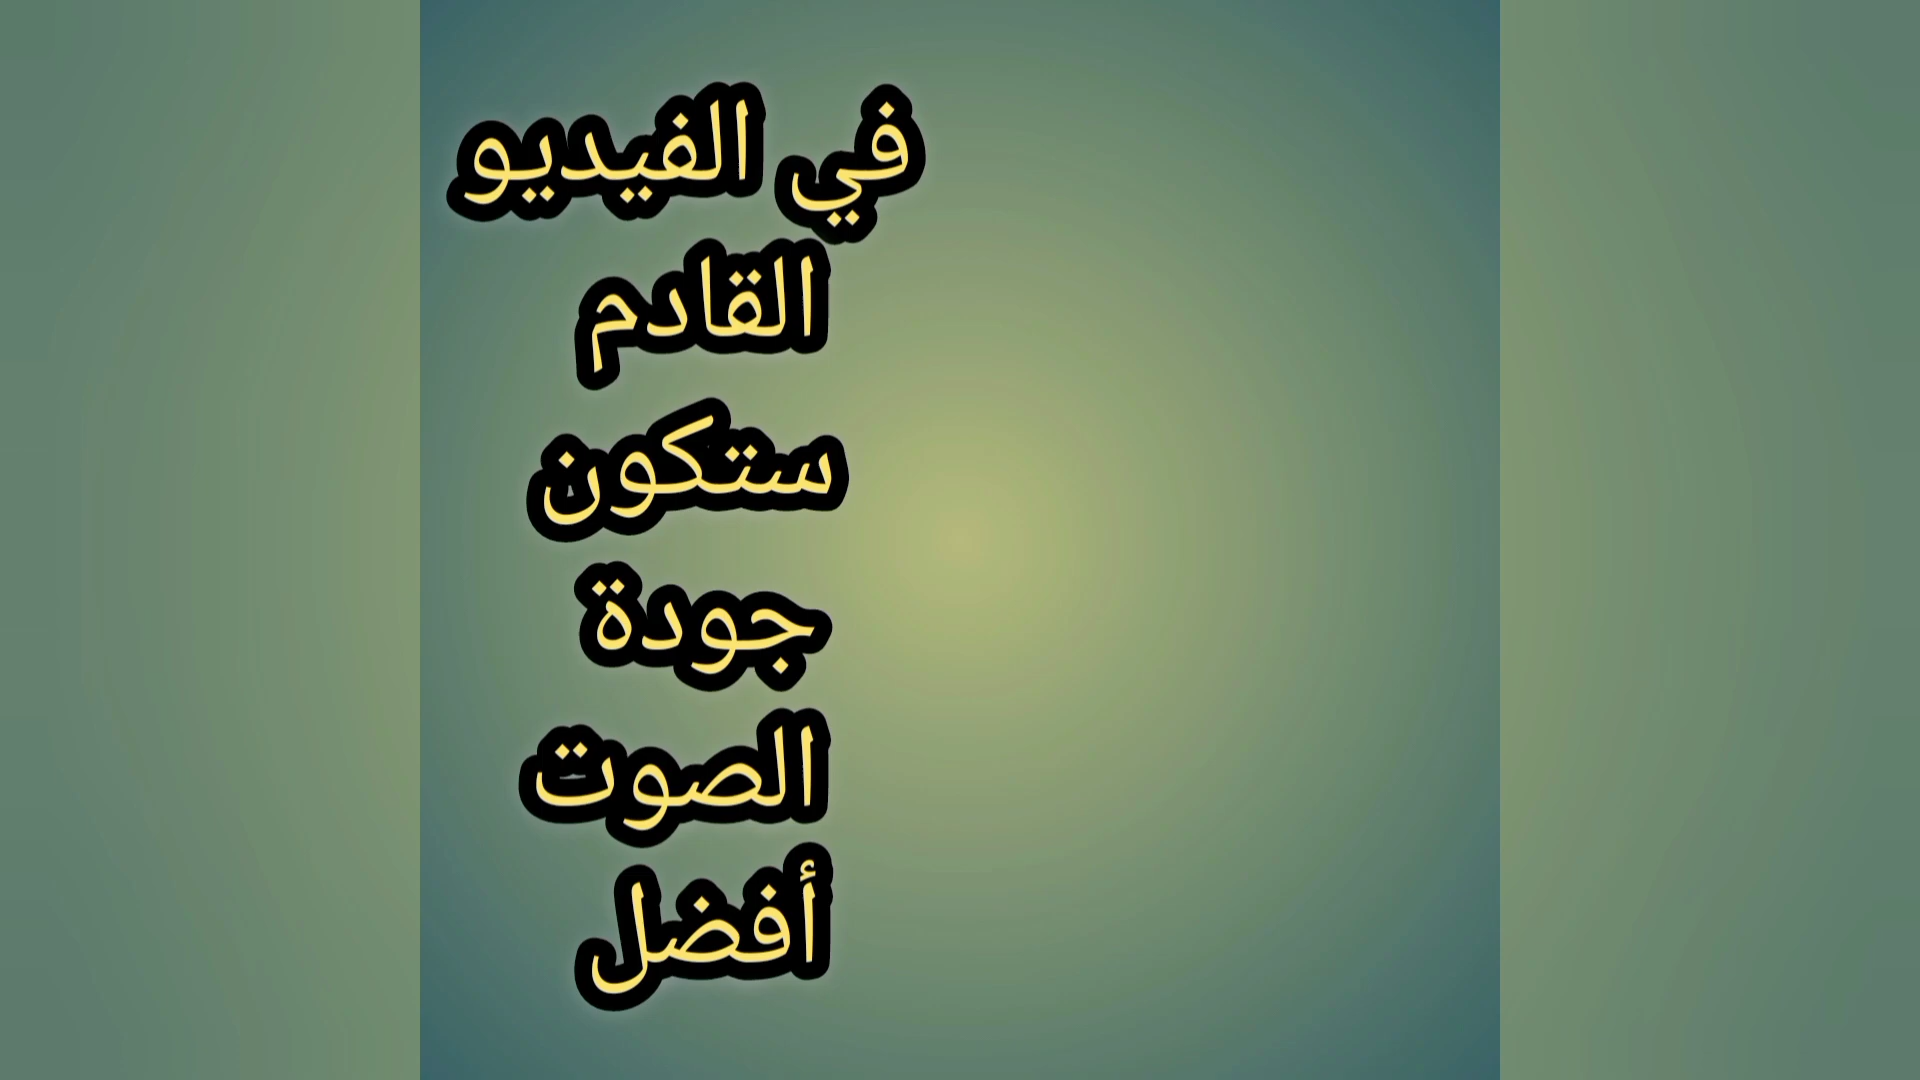 في الفيديو
القادم
ستكون
جودة
الصوت
أفضل